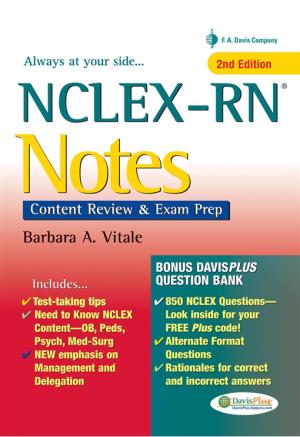 F. A. Davis Company
Always at your side...
2nd Edition
NCLEX-RN®
Notes
Content Review & Exam Prep
Barbara A. Vitale
Includes...
✔Test-taking tips
✔ Need to Know NCLEX
Content—OB, Peds,
Psych, Med-Surg
✔ NEW emphasis on
Management and
Delegation
BONUS DAVISPLUS
QUESTION BANK
✔ 850 NCLEX Questions—
Look inside for your
FREE Plus code!
✔ Alternate Format
Questions
✔ Rationales for correct
and incorrect answers
DavisPlus
DavisPlus.fadavis.com